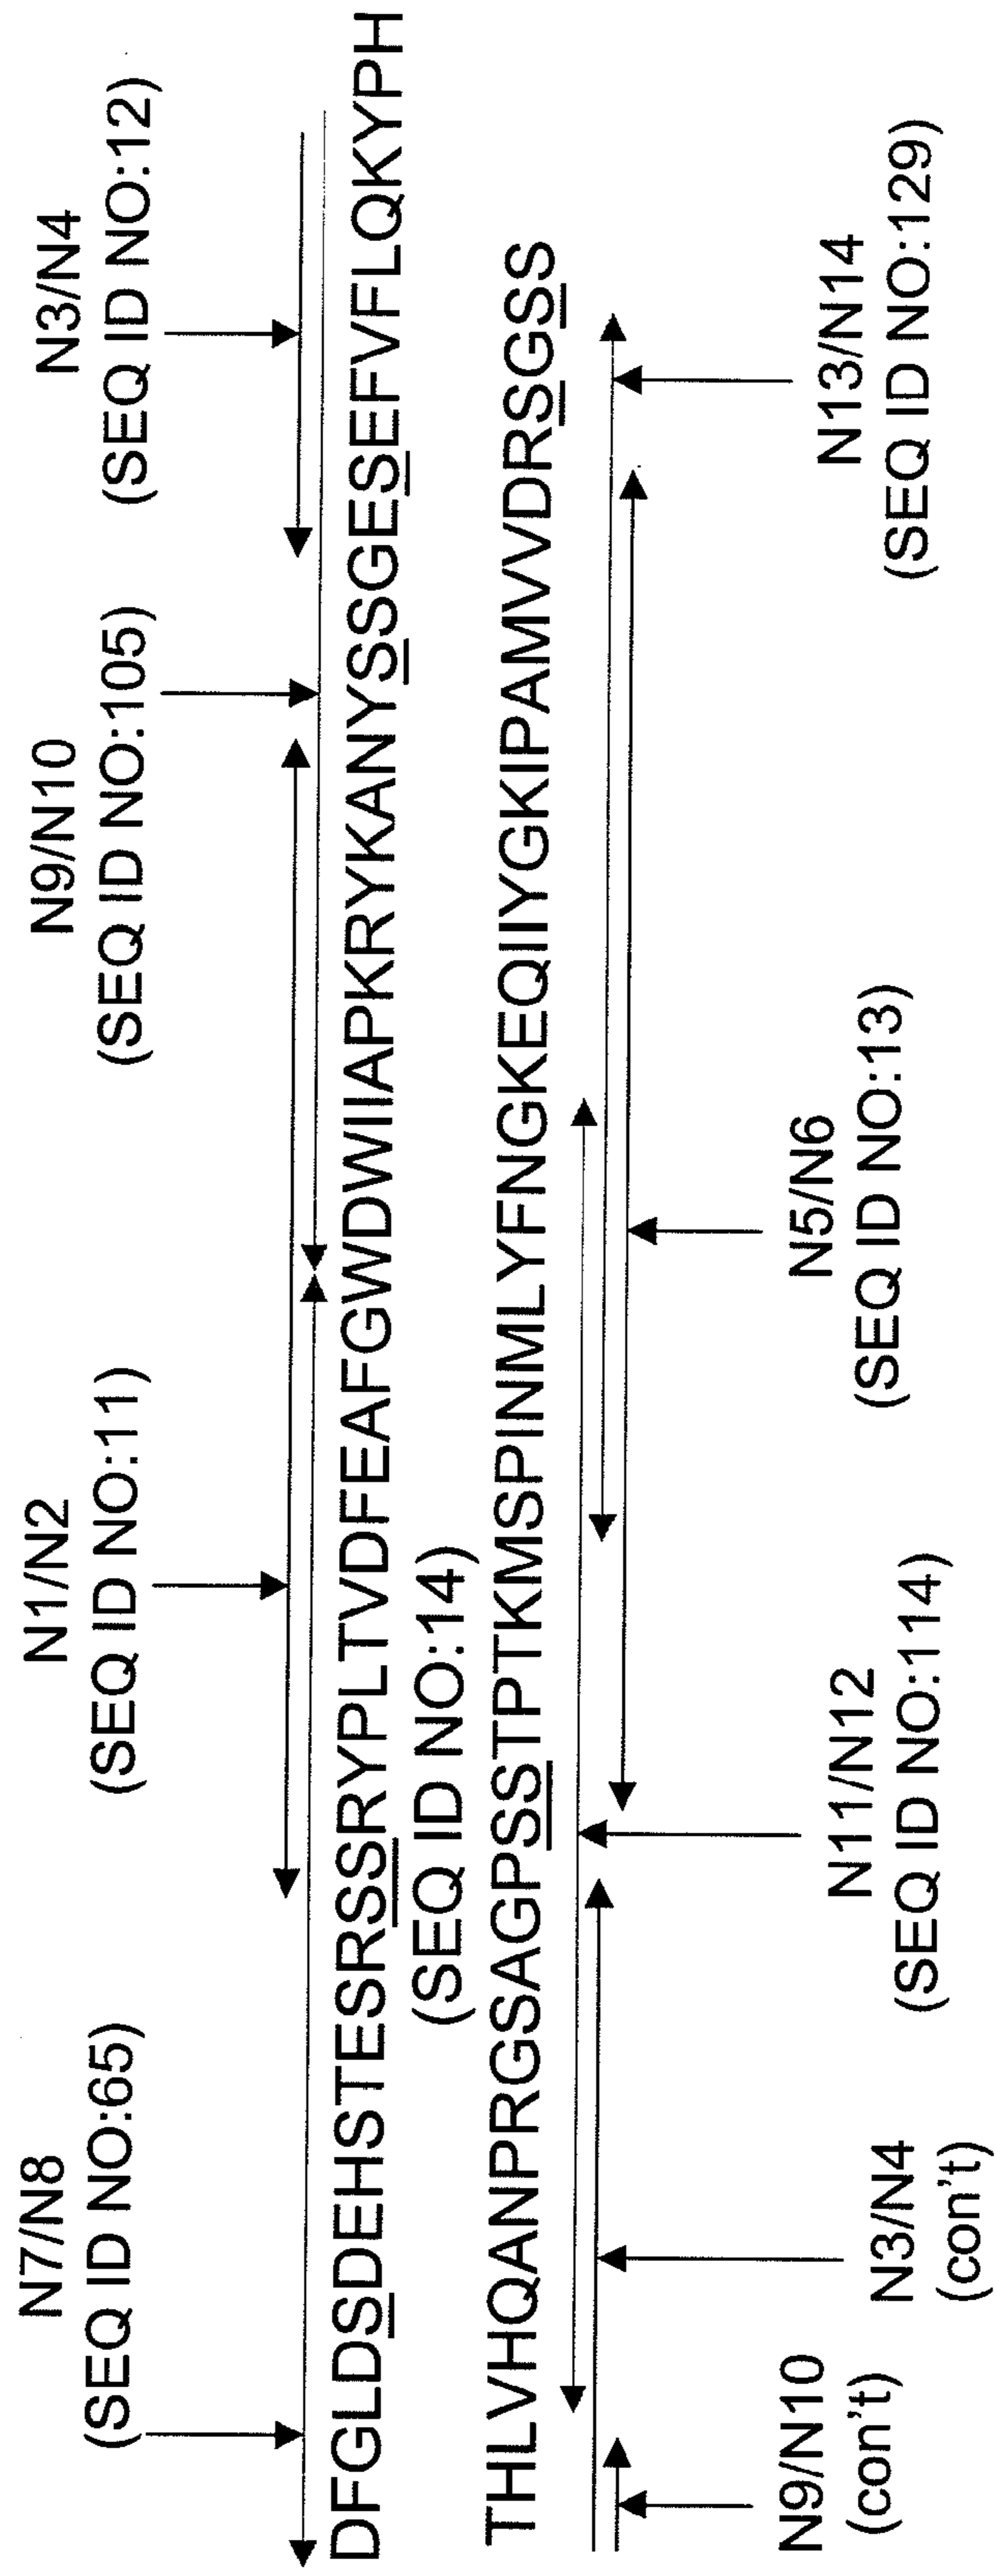 N7/N8
(SEQ ID NO:65)
N1/N2
(SEQ ID NO:11)
N9/N10
(SEQ ID NO:105)
N3/N4
(SEQ ID NO:12)
DFGLDSDEHSTESRSSRYPLTVDFEAFGWDWIIAPKRYKANYSSGESEFVFLQKYPH
(SEQ ID NO:14)
THLVHQANPRGSAGPSSTPTKMSPINMLYFNGKEQIIYGKIPAMVVDRSGSS
N9/N10
(con't)
N3/N4
(con't)
N11/N12
(SEQ ID NO:114)
N5/N6
(SEQ ID NO:13)
N13/N14
(SEQ ID NO:129)